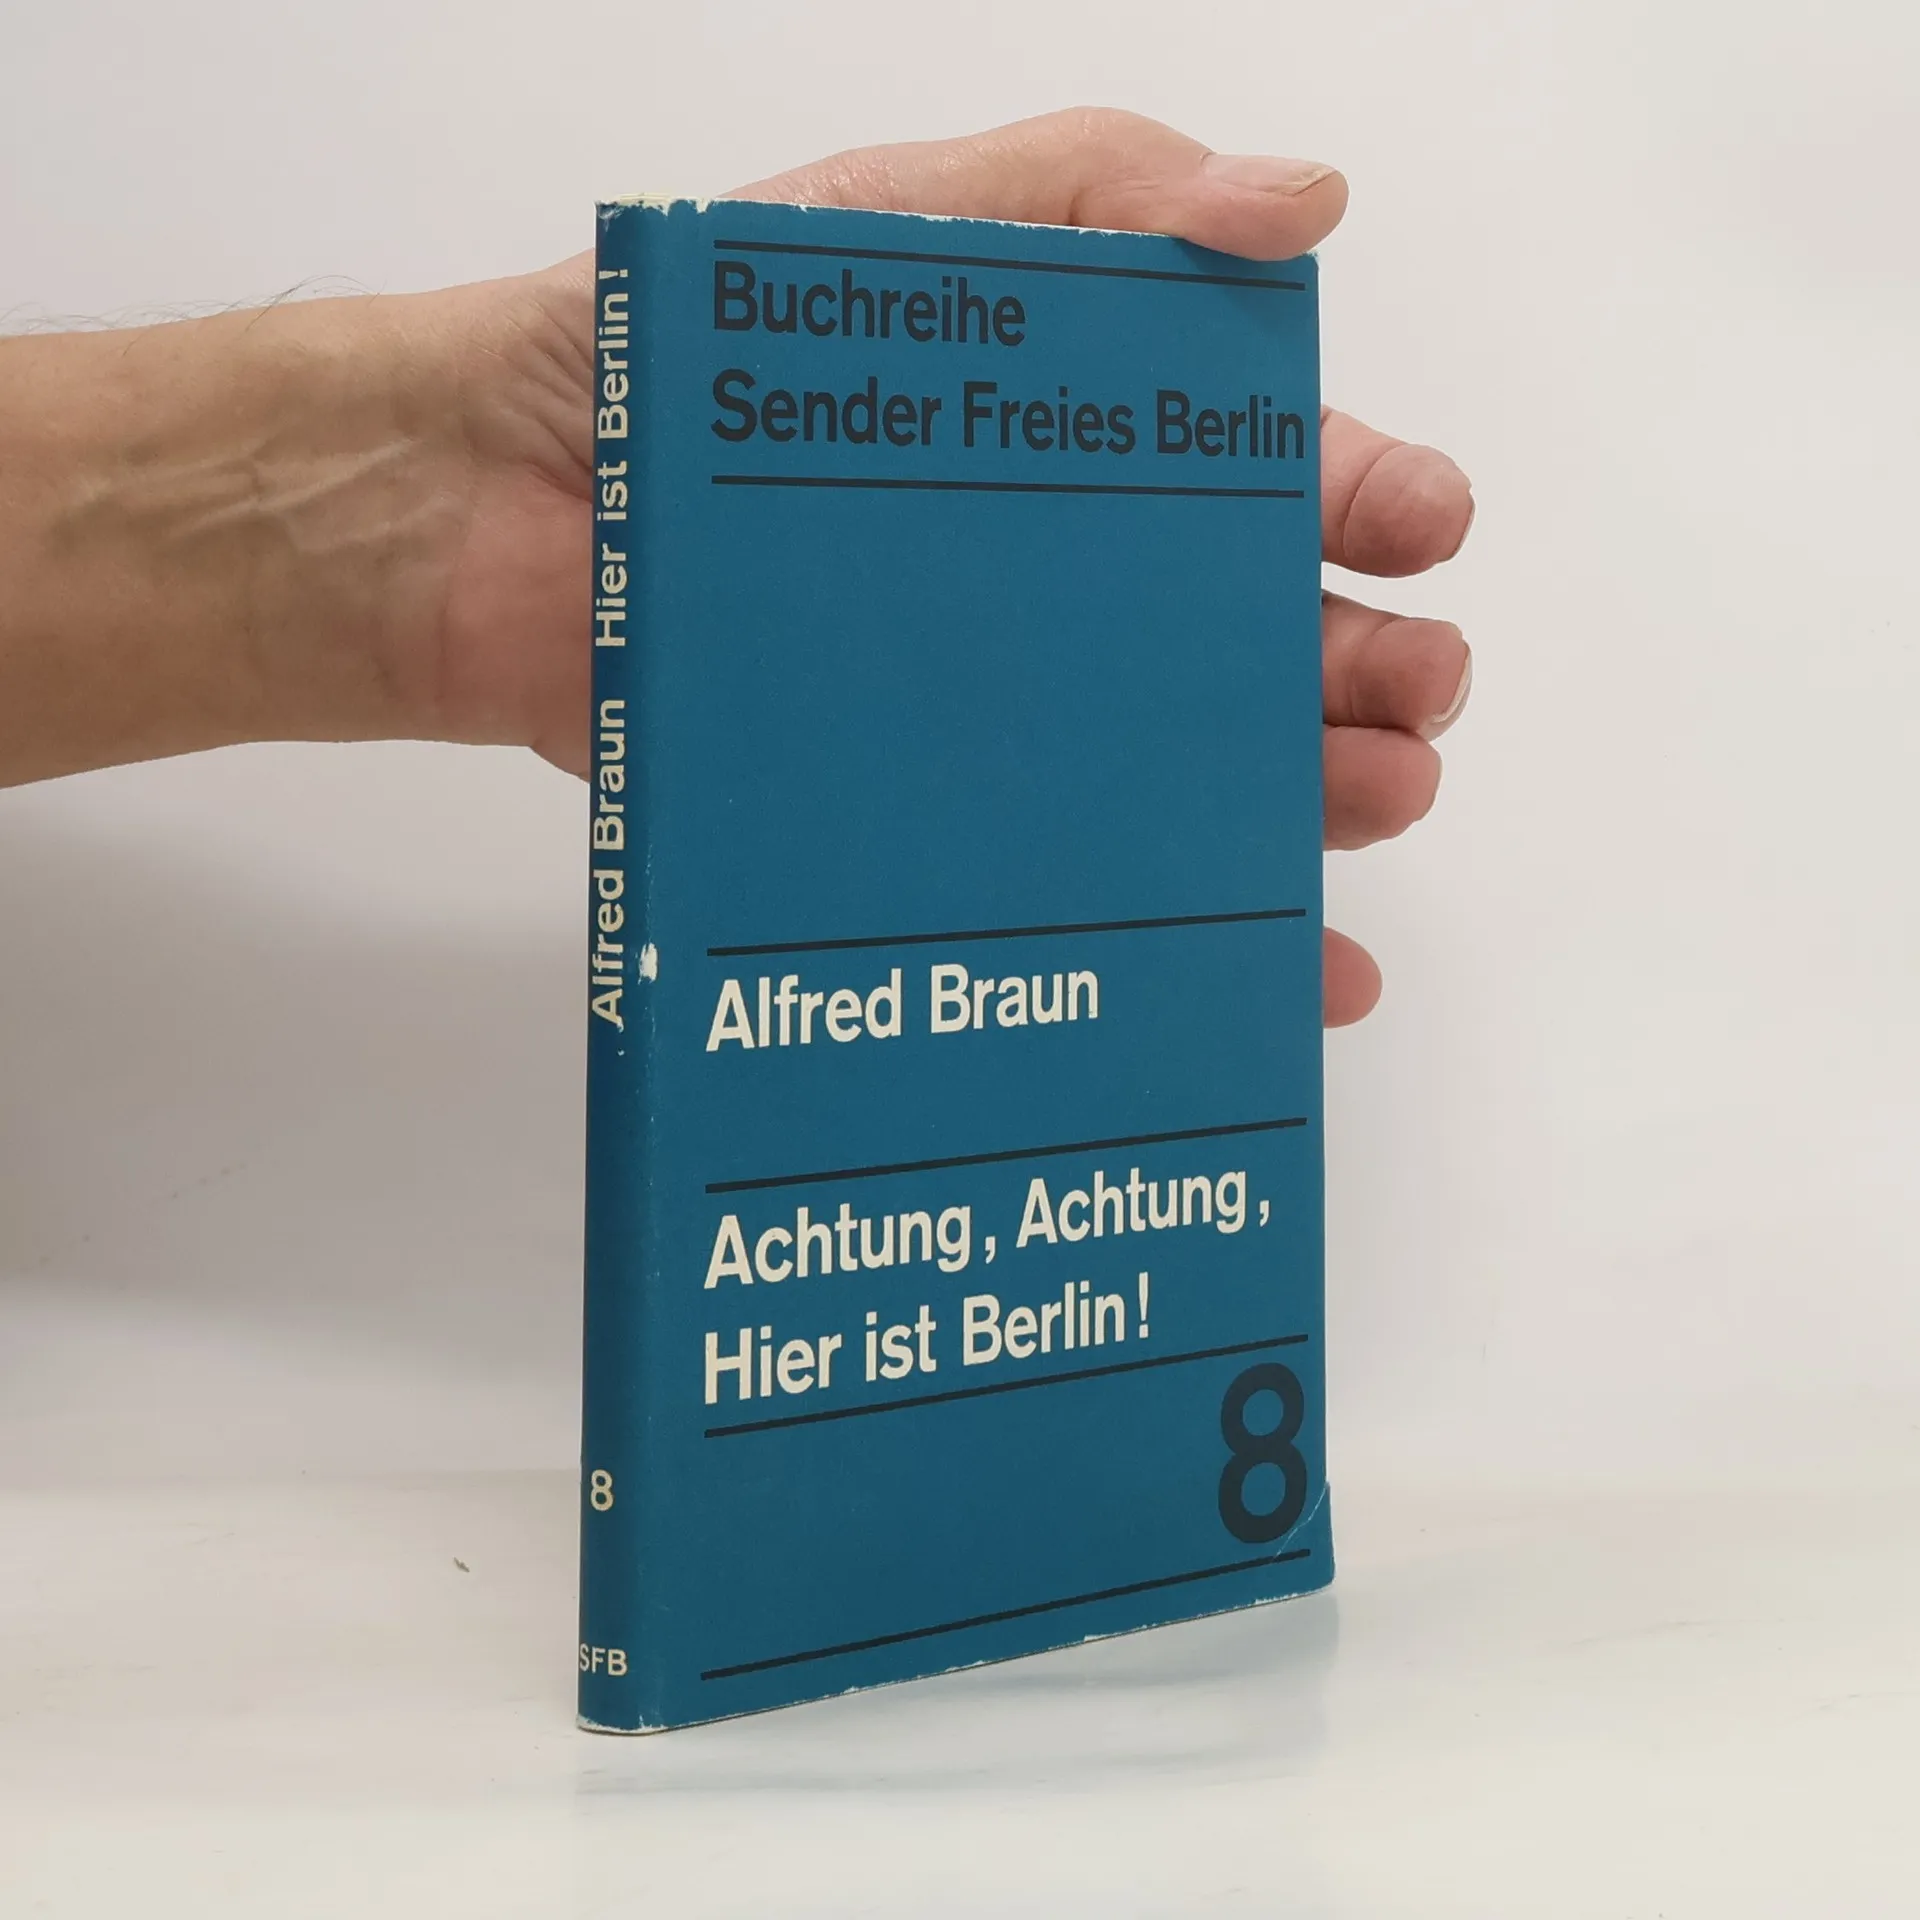 Buchreihe
Sender Freies Berlin
Alfred Braun
Achtung, Achtung,
Hier ist Berlin!
8
Alfred Braun Hier ist Berlin!
8
SFB